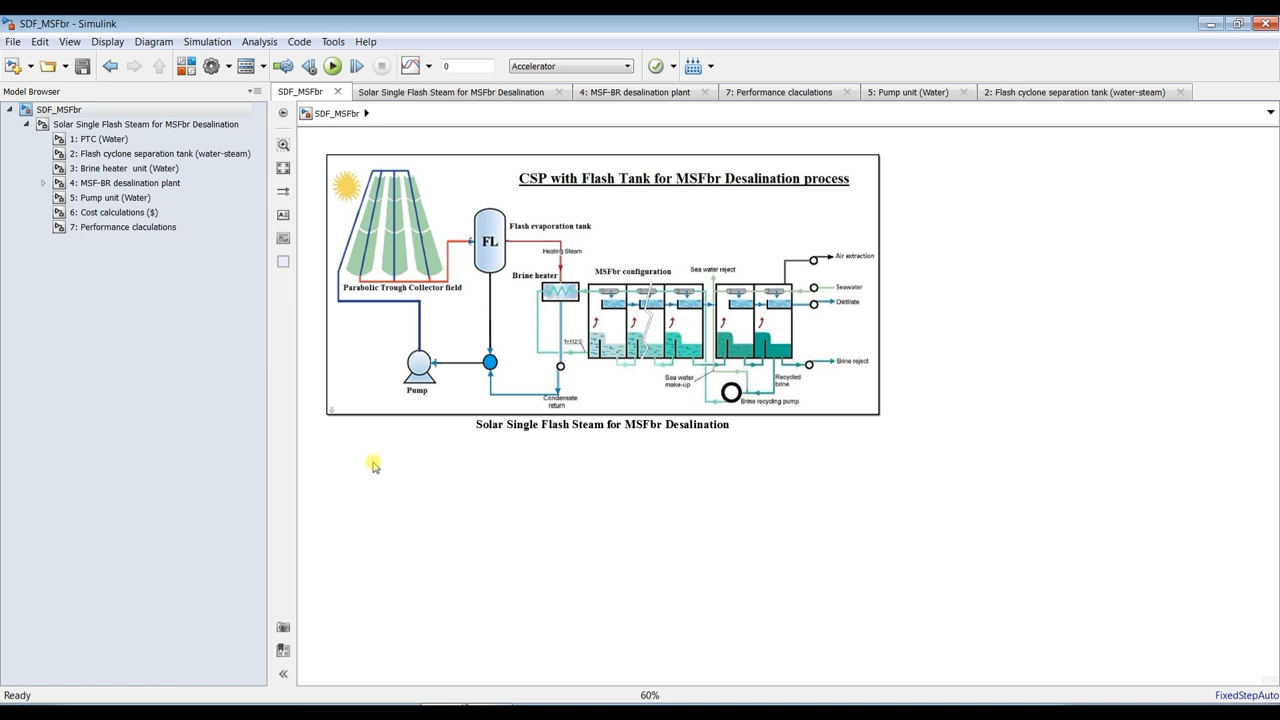 SDF_MSFbr - Simulink
File Edit View Display Diagram Simulation Analysis Code Tools Help
0
Accelerator
Model Browser
SDF_MSFbr
Solar Single Flash Steam for MSFbr Desalination
4: MSF-BR desalination plant
7: Performance claculations
5: Pump unit (Water)
2: Flash cyclone separation tank (water-steam)
SDF_MSFbr
Solar Single Flash Steam for MSFbr Desalination
1: PTC (Water)
2: Flash cyclone separation tank (water-steam)
3: Brine heater unit (Water)
4: MSF-BR desalination plant
5: Pump unit (Water)
6: Cost calculations ($)
7: Performance claculations
SDF_MSFbr
CSP with Flash Tank for MSFbr Desalination process
Flash evaporation tank
FL
Heating Steam
Air extraction
MSFbr configuration
Sea water reject
Brine heater
Parabolic Trough Collector field
Seawater
Distilate
T=112°C
Brine reject
Sea water
make-up
Recycled
brine
Pump
Condensate
return
Brine recycling pump
Solar Single Flash Steam for MSFbr Desalination
Ready
60%
FixedStepAuto